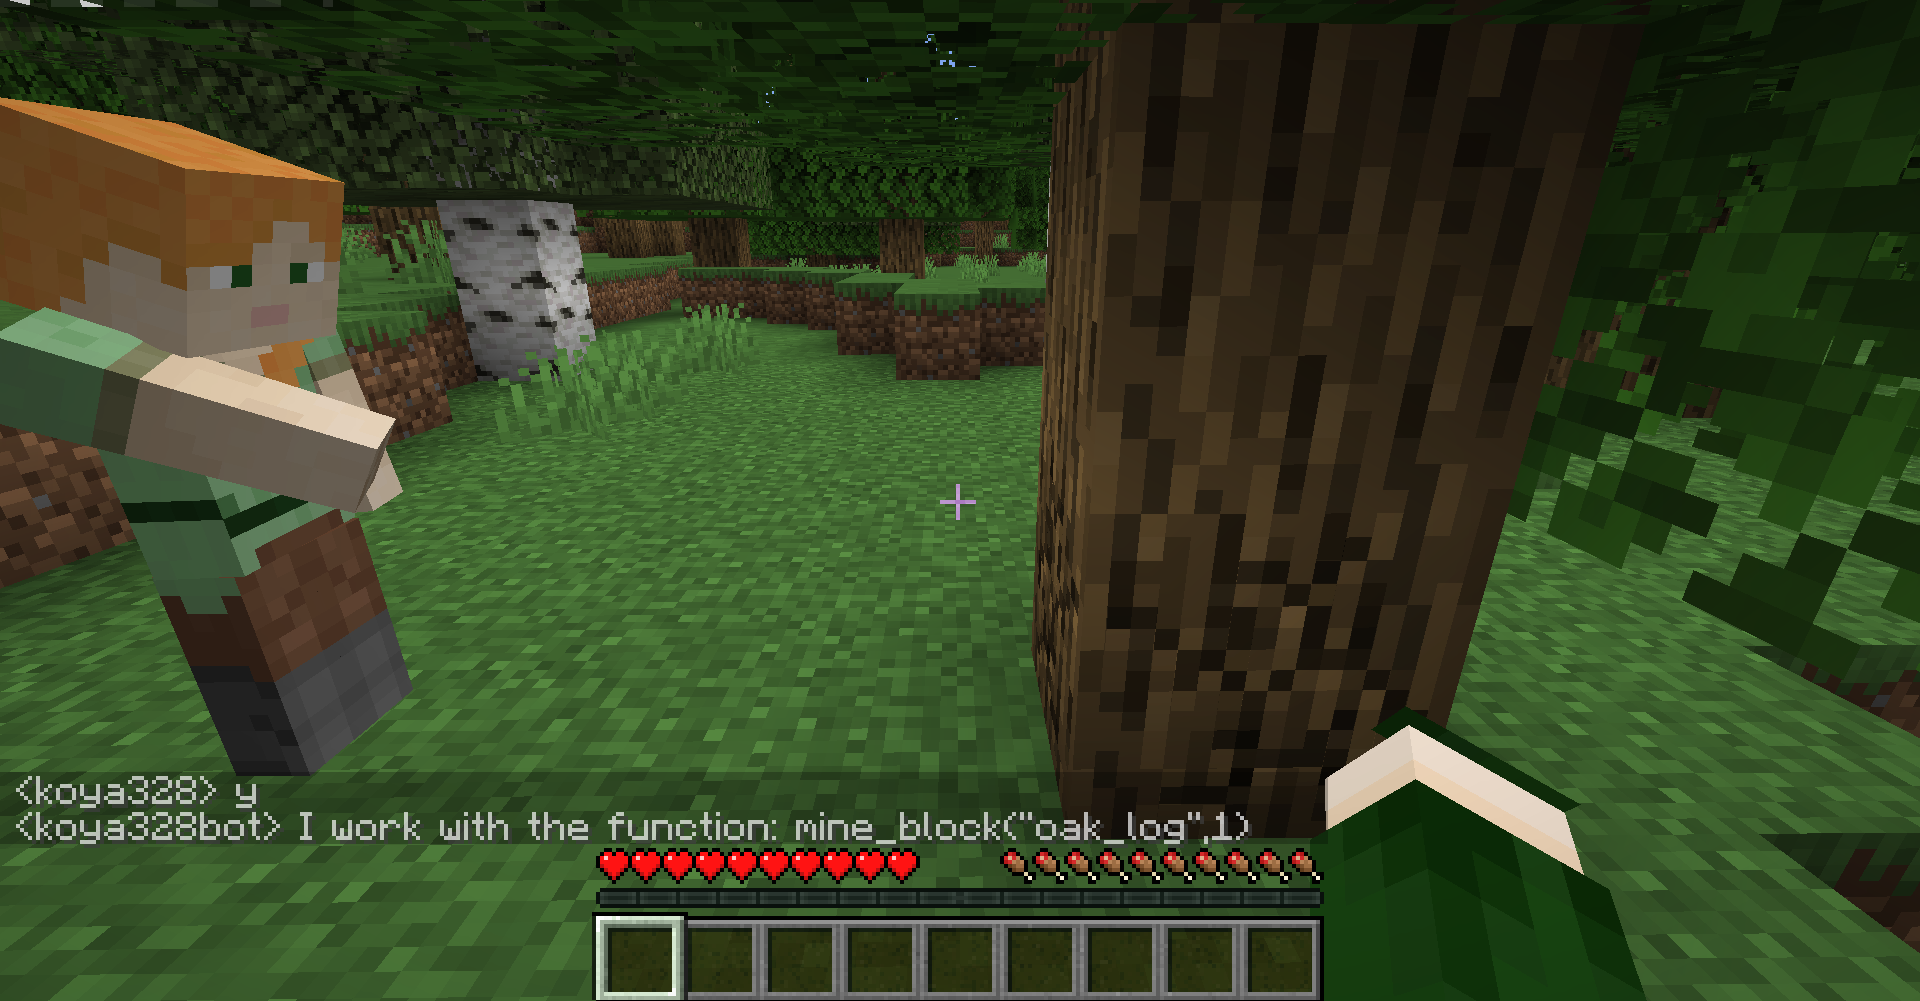 <koya328> y
<koya328bot> I work with the function: mine_block("oak_log",1)